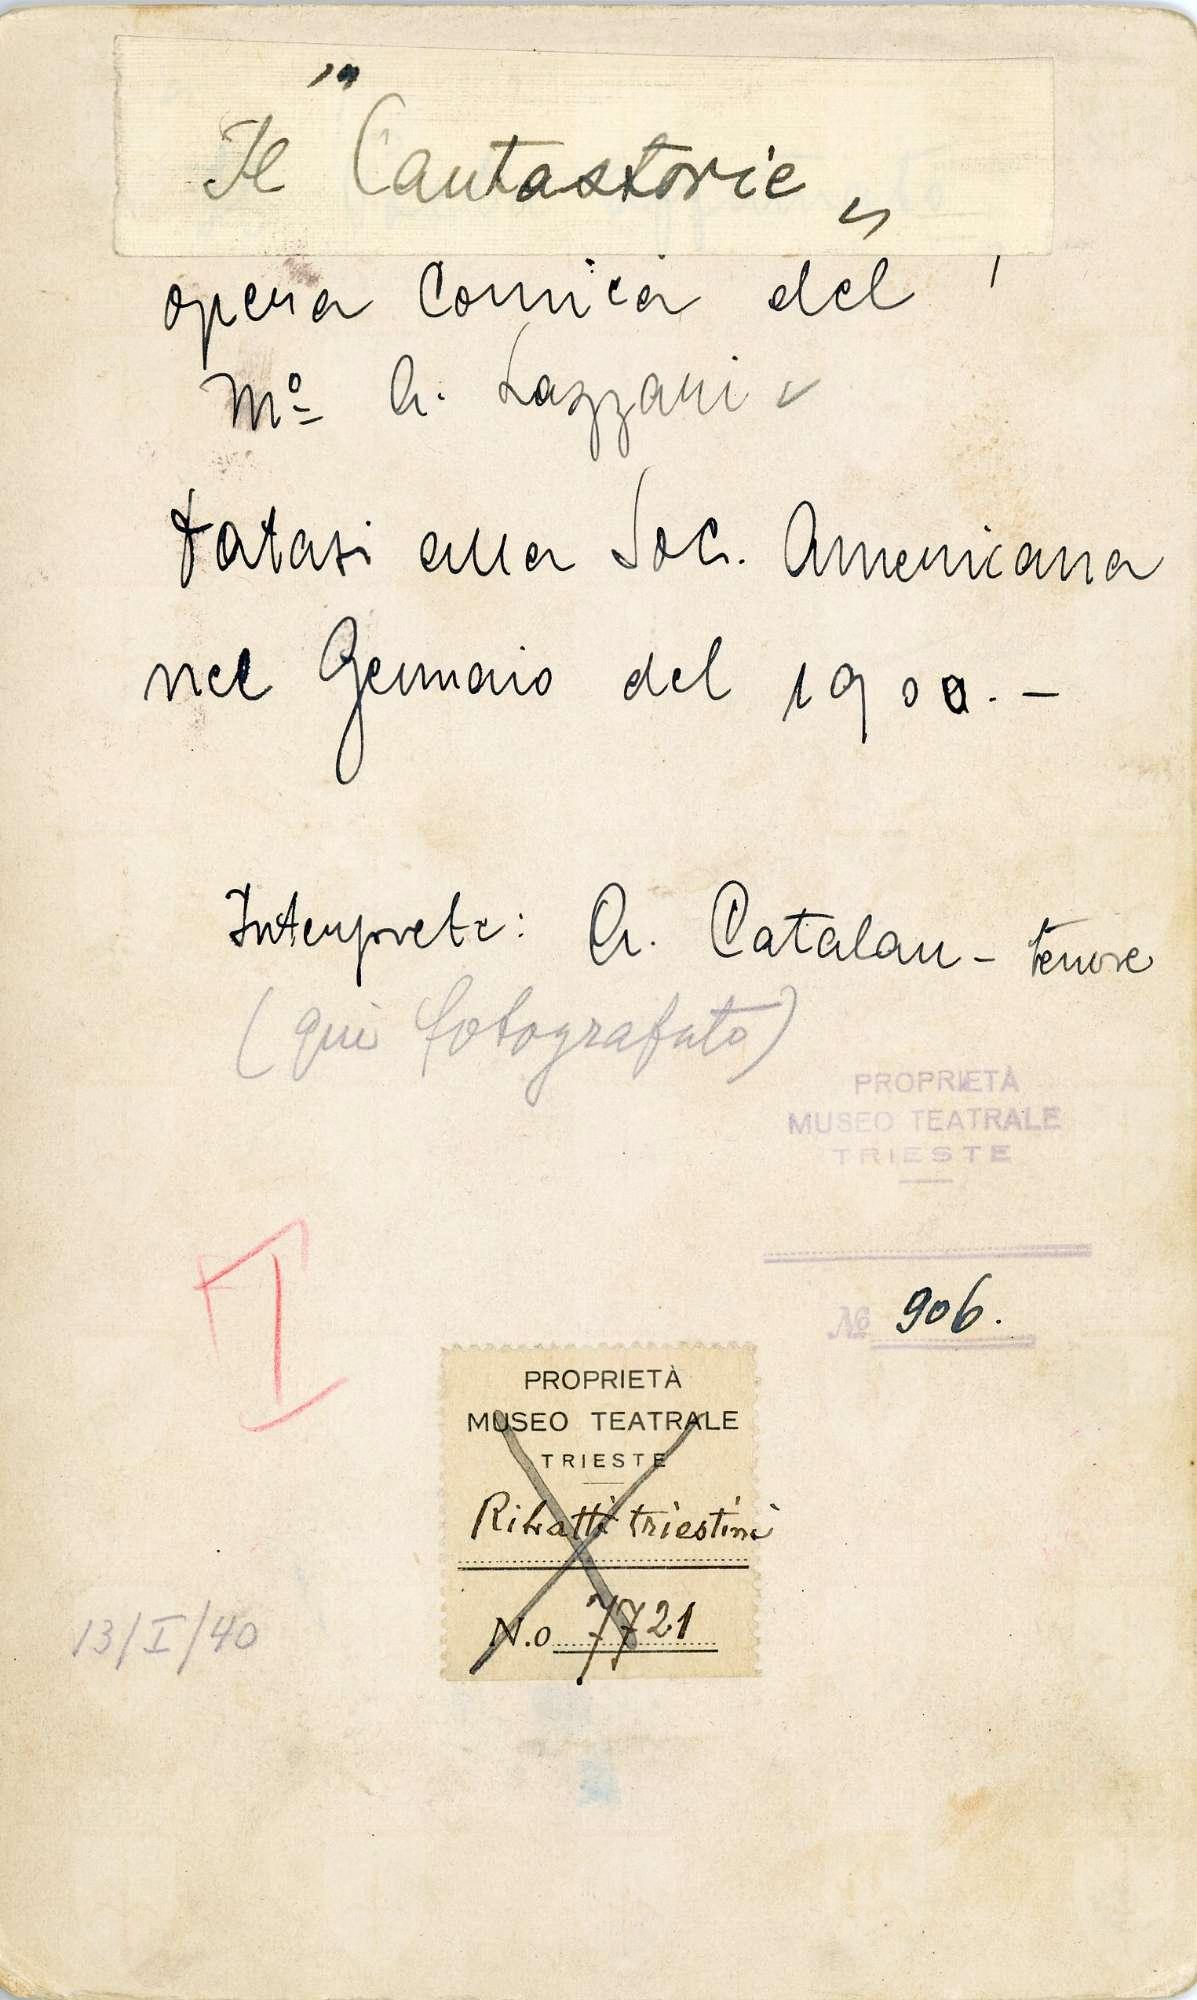 Il "Cantastorie„
opera comica del
Mo A. Lazzari
datasi alla Soc. Americana
nel Gennaio del 1900. -
Interprete: A. Catalan - tenore
(qui fotografato)
PROPRIETÀ
MUSEO TEATRALE
TRIESTE
No 906.
I
PROPRIETÀ
MUSEO TEATRALE
TRIESTE
Ritratti triestini
N.o 7721
13/I/40